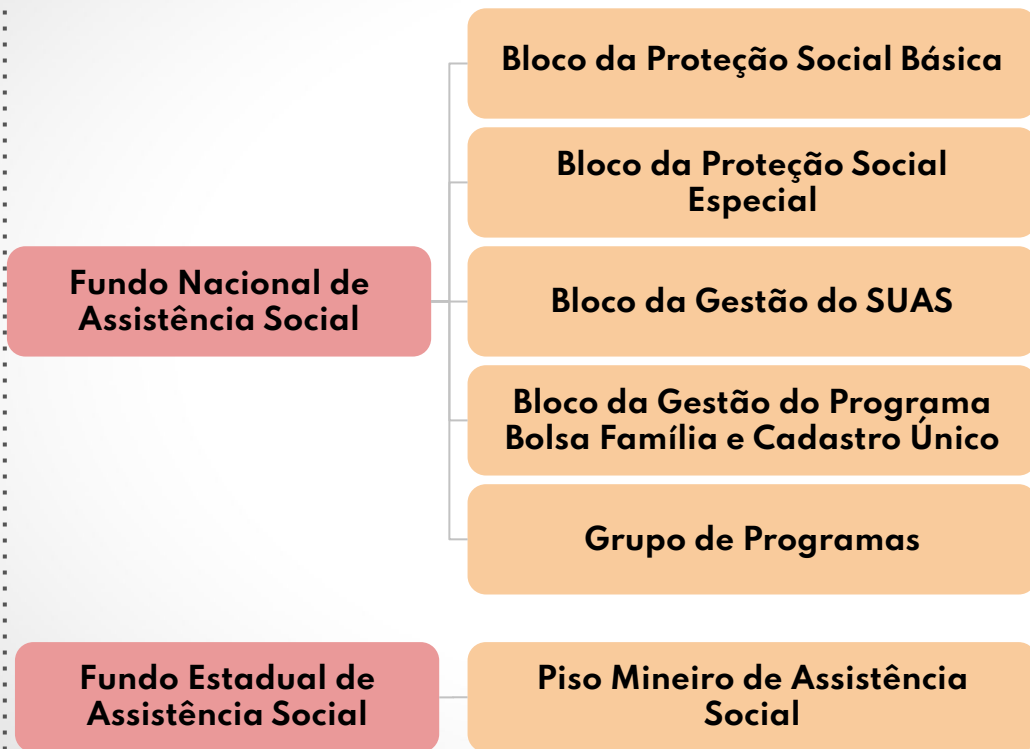 Fundo Nacional de
Assistência Social
Bloco da Proteção Social Básica
Bloco da Proteção Social
Especial
Bloco da Gestão do SUAS
Bloco da Gestão do Programa
Bolsa Família e Cadastro Único
Grupo de Programas
Fundo Estadual de
Assistência Social
Piso Mineiro de Assistência
Social